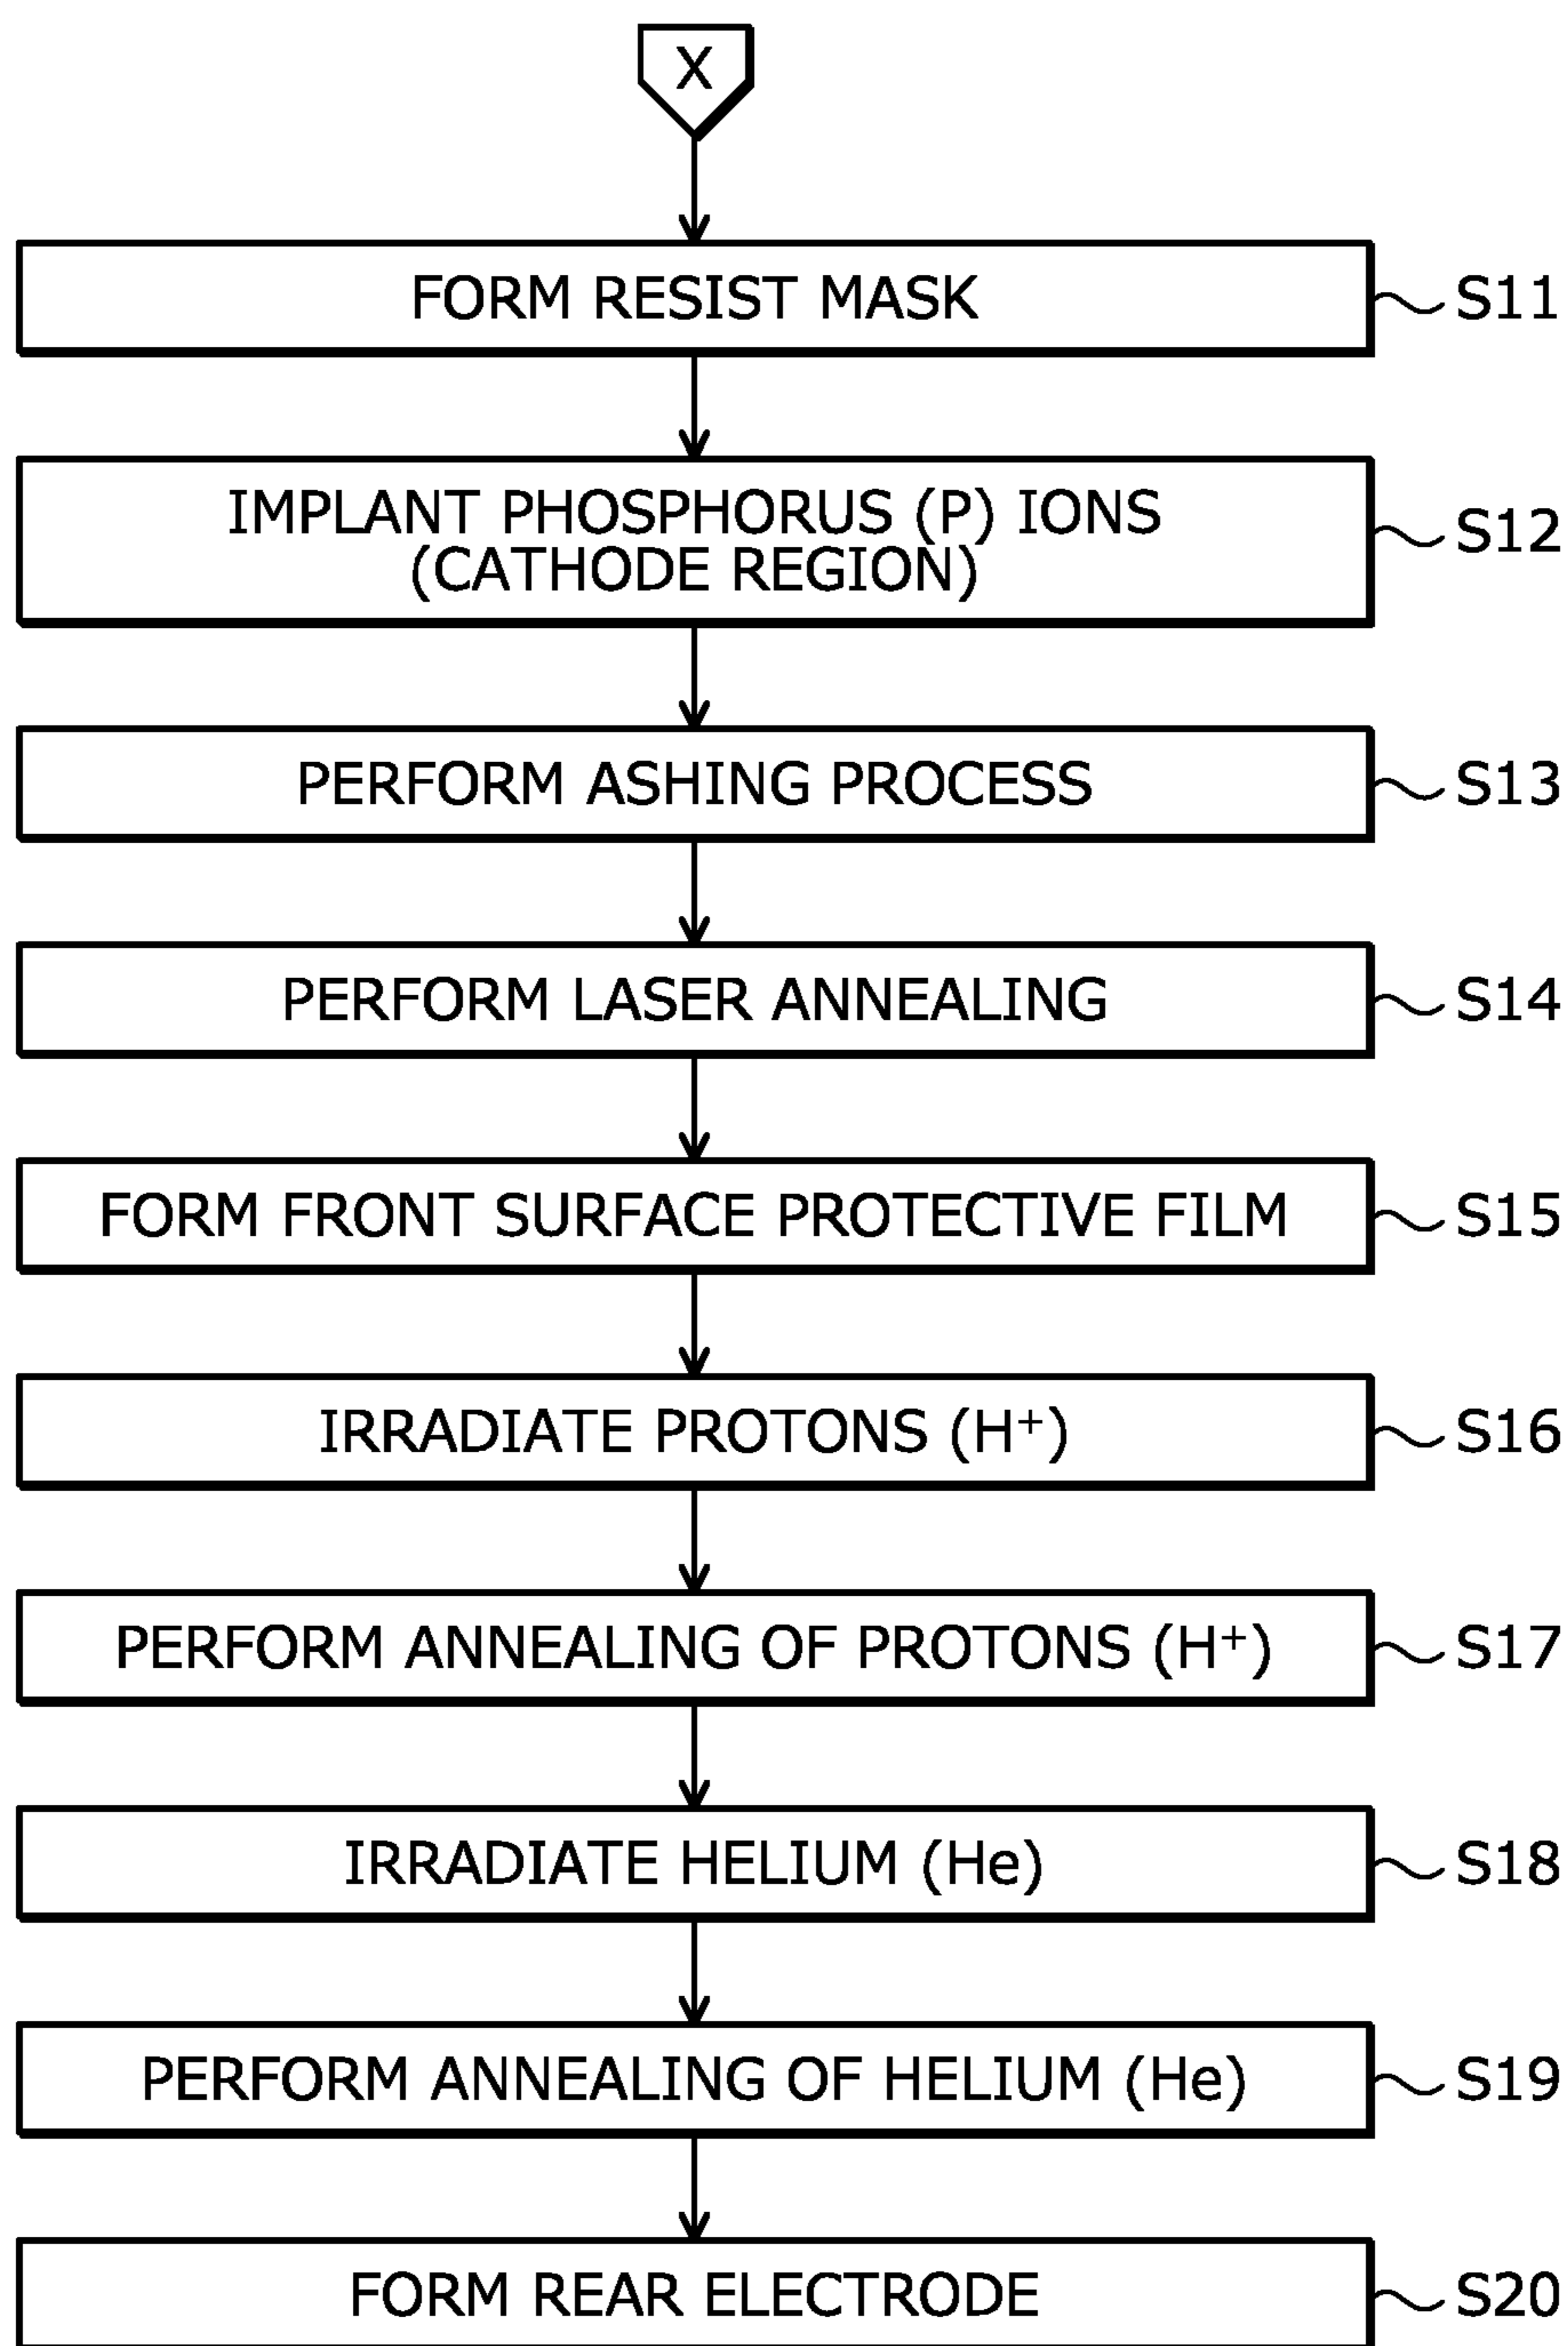 X
FORM RESIST MASK S11
IMPLANT PHOSPHORUS (P) IONS
(CATHODE REGION) S12
PERFORM ASHING PROCESS S13
PERFORM LASER ANNEALING S14
FORM FRONT SURFACE PROTECTIVE FILM S15
IRRADIATE PROTONS (H⁺) S16
PERFORM ANNEALING OF PROTONS (H⁺) S17
IRRADIATE HELIUM (He) S18
PERFORM ANNEALING OF HELIUM (He) S19
FORM REAR ELECTRODE S20